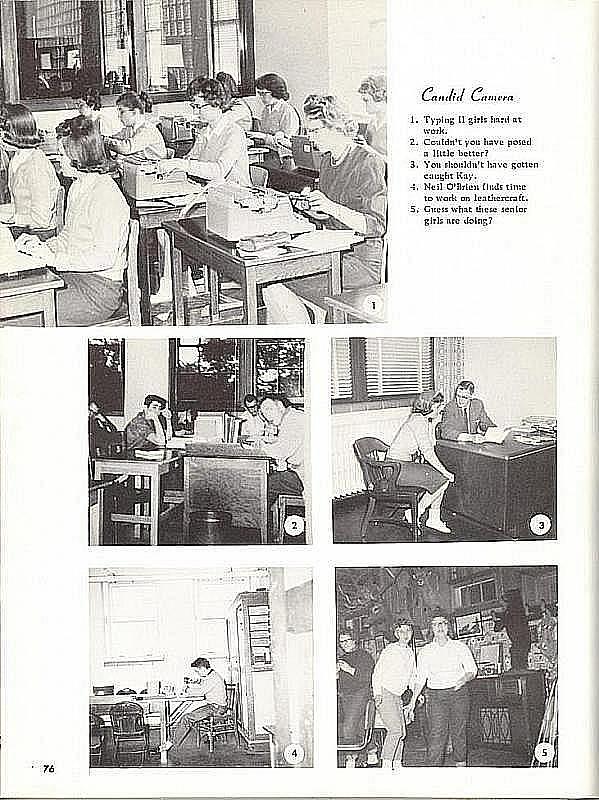 Candid Camera
1. Typing II girls hard at
work.
2. Couldn't you have posed
a little better?
3. You shouldn't have gotten
caught Kay.
4. Neil O'Brien finds time
to work on leathercraft.
5. Guess what these senior
girls are doing?
1
2
3
4
5
76